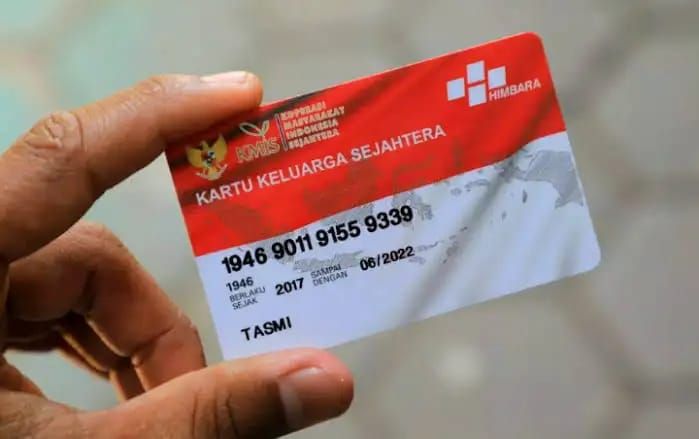 KMIS
KOPERASI
MASYARAKAT
INDONESIA
SEJAHTERA
HIMBARA
KARTU KELUARGA SEJAHTERA
1946 9011 9155 9339
1946
BERLAKU SEJAK 2017 SAMPAI DENGAN 06/2022
TASMI